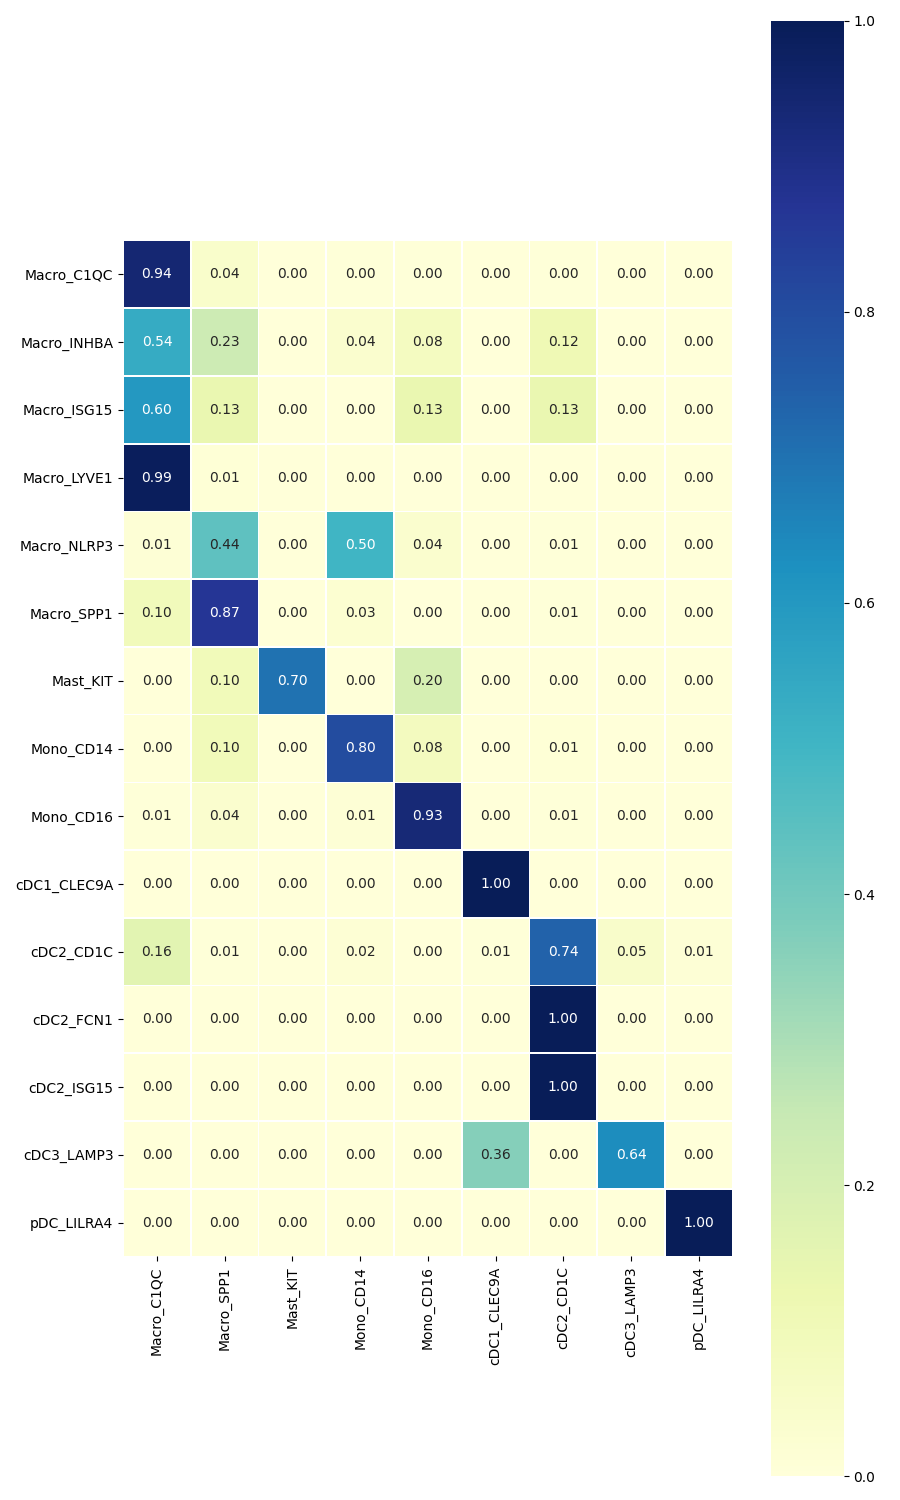 1.0
0.8
0.6
0.4
0.2
0.0
Macro_C1QC 0.94 0.04 0.00 0.00 0.00 0.00 0.00 0.00 0.00
Macro_INHBA 0.54 0.23 0.00 0.04 0.08 0.00 0.12 0.00 0.00
Macro_ISG15 0.60 0.13 0.00 0.00 0.13 0.00 0.13 0.00 0.00
Macro_LYVE1 0.99 0.01 0.00 0.00 0.00 0.00 0.00 0.00 0.00
Macro_NLRP3 0.01 0.44 0.00 0.50 0.04 0.00 0.01 0.00 0.00
Macro_SPP1 0.10 0.87 0.00 0.03 0.00 0.00 0.01 0.00 0.00
Mast_KIT 0.00 0.10 0.70 0.00 0.20 0.00 0.00 0.00 0.00
Mono_CD14 0.00 0.10 0.00 0.80 0.08 0.00 0.01 0.00 0.00
Mono_CD16 0.01 0.04 0.00 0.01 0.93 0.00 0.01 0.00 0.00
cDC1_CLEC9A 0.00 0.00 0.00 0.00 0.00 1.00 0.00 0.00 0.00
cDC2_CD1C 0.16 0.01 0.00 0.02 0.00 0.01 0.74 0.05 0.01
cDC2_FCN1 0.00 0.00 0.00 0.00 0.00 0.00 1.00 0.00 0.00
cDC2_ISG15 0.00 0.00 0.00 0.00 0.00 0.00 1.00 0.00 0.00
cDC3_LAMP3 0.00 0.00 0.00 0.00 0.00 0.36 0.00 0.64 0.00
pDC_LILRA4 0.00 0.00 0.00 0.00 0.00 0.00 0.00 0.00 1.00
Macro_C1QC
Macro_SPP1
Mast_KIT
Mono_CD14
Mono_CD16
cDC1_CLEC9A
cDC2_CD1C
cDC3_LAMP3
pDC_LILRA4